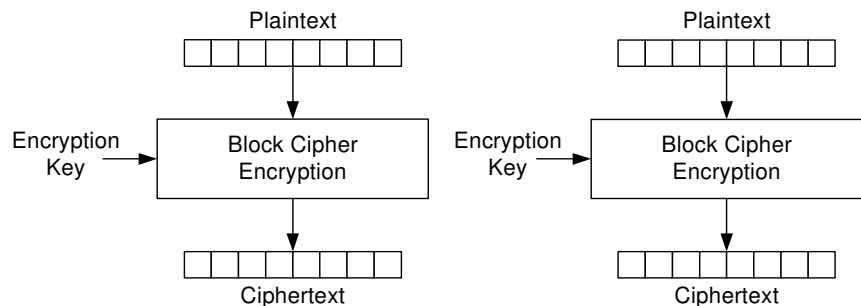 Plaintext
Encryption
Key
Block Cipher
Encryption
Ciphertext
Plaintext
Encryption
Key
Block Cipher
Encryption
Ciphertext